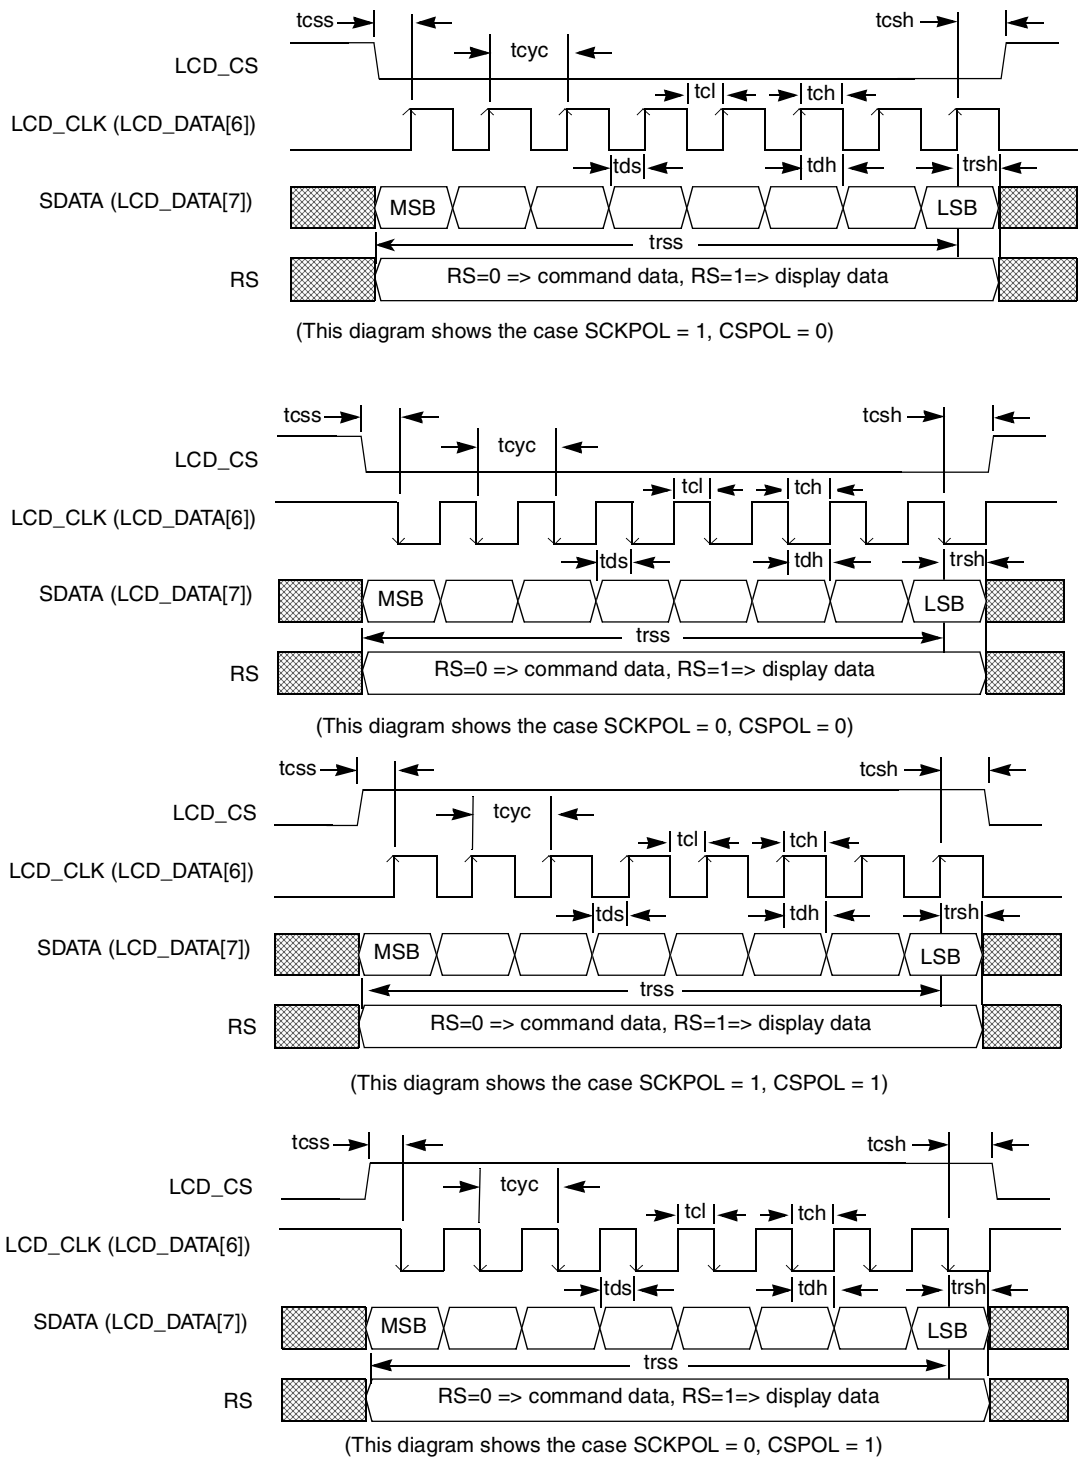 tcss tcsh
tcyc
LCD_CS
tcl tch
LCD_CLK (LCD_DATA[6])
tds tdh trsh
SDATA (LCD_DATA[7])
MSB LSB
trss
RS
RS=0 => command data, RS=1=> display data
(This diagram shows the case SCKPOL = 1, CSPOL = 0)
tcss tcsh
tcyc
LCD_CS
tcl tch
LCD_CLK (LCD_DATA[6])
tds tdh trsh
SDATA (LCD_DATA[7])
MSB LSB
trss
RS
RS=0 => command data, RS=1=> display data
(This diagram shows the case SCKPOL = 0, CSPOL = 0)
tcss tcsh
tcyc
LCD_CS
tcl tch
LCD_CLK (LCD_DATA[6])
tds tdh trsh
SDATA (LCD_DATA[7])
MSB LSB
trss
RS
RS=0 => command data, RS=1=> display data
(This diagram shows the case SCKPOL = 1, CSPOL = 1)
tcss tcsh
tcyc
LCD_CS
tcl tch
LCD_CLK (LCD_DATA[6])
tds tdh trsh
SDATA (LCD_DATA[7])
MSB LSB
trss
RS
RS=0 => command data, RS=1=> display data
(This diagram shows the case SCKPOL = 0, CSPOL = 1)